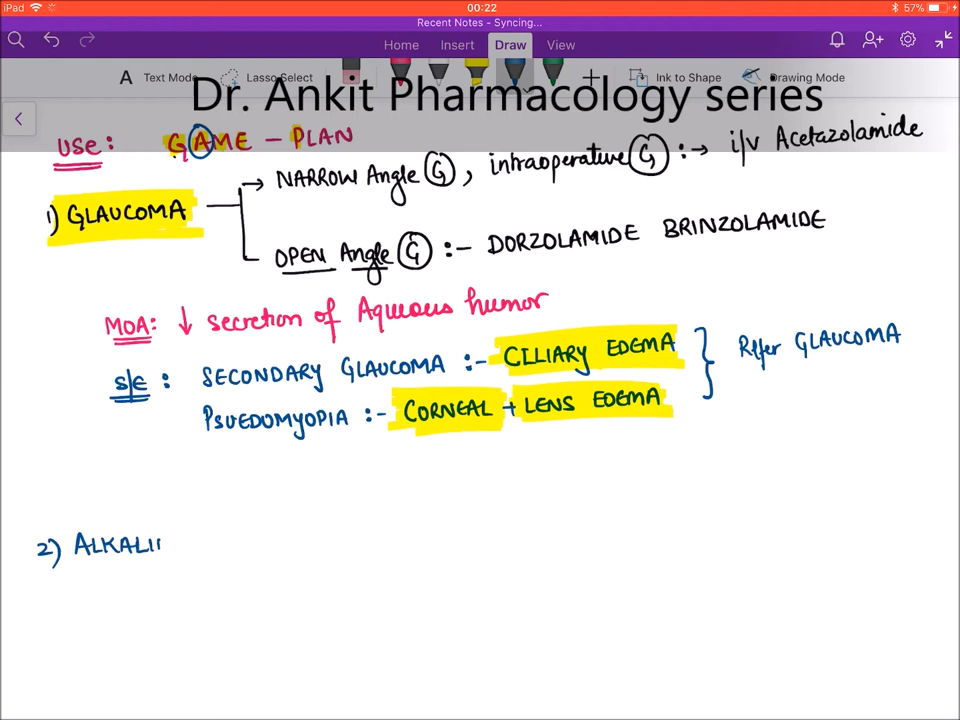 iPad 00:22 57%
Recent Notes - Syncing...
Home Insert Draw View
A Text Mode Lasso Select Ink to Shape Drawing Mode
Dr. Ankit Pharmacology series
USe: GAME - PLAN
NARROW Angle G, intraoperative G :→ i/v Acetazolamide
1) GLAUCOMA
OPEN Angle G :- DORZOLAMIDE BRINZOLAMIDE
MOA: ↓ secretion of Aqueous humor
S/E : SECONDARY GLAUCOMA :- CILIARY EDEMA } Refer GLAUCOMA
PSUEDOMYOPIA :- CORNEAL + LENS EDEMA
2) ALKALI